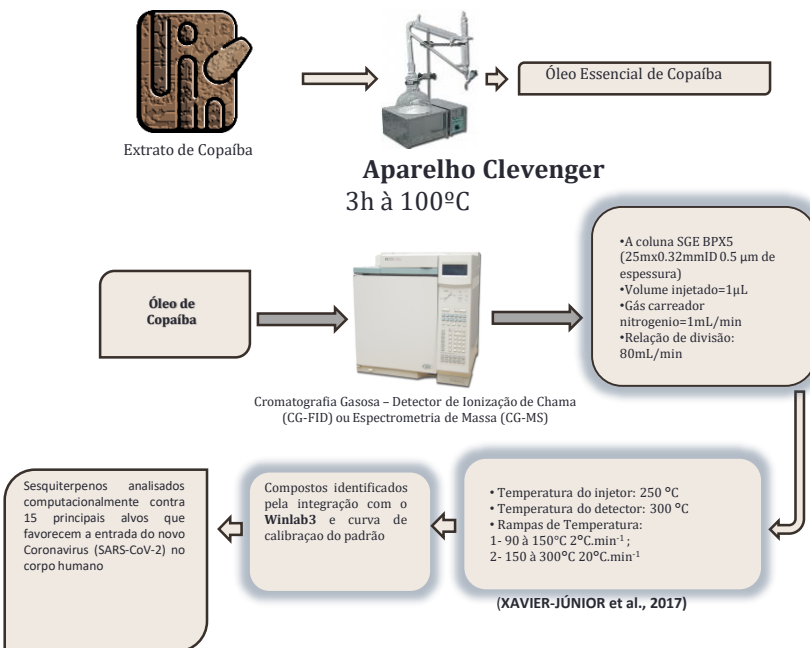 Extrato de Copaíba
Óleo Essencial de Copaíba
Aparelho Clevenger
3h à 100ºC
Óleo de
Copaíba
Cromatografia Gasosa – Detector de Ionização de Chama
(CG-FID) ou Espectrometria de Massa (CG-MS)
•A coluna SGE BPX5
(25mx0.32mmID 0.5 µm de
espessura)
•Volume injetado=1µL
•Gás carreador
nitrogenio=1mL/min
•Relação de divisão:
80mL/min
• Temperatura do injetor: 250 ºC
• Temperatura do detector: 300 ºC
• Rampas de Temperatura:
1- 90 à 150°C 2ºC.min⁻¹ ;
2- 150 à 300°C 20°C.min⁻¹
(XAVIER-JÚNIOR et al., 2017)
Compostos identificados
pela integração com o
Winlab3 e curva de
calibraçao do padrão
Sesquiterpenos analisados
computacionalmente contra
15 principais alvos que
favorecem a entrada do novo
Coronavirus (SARS-CoV-2) no
corpo humano